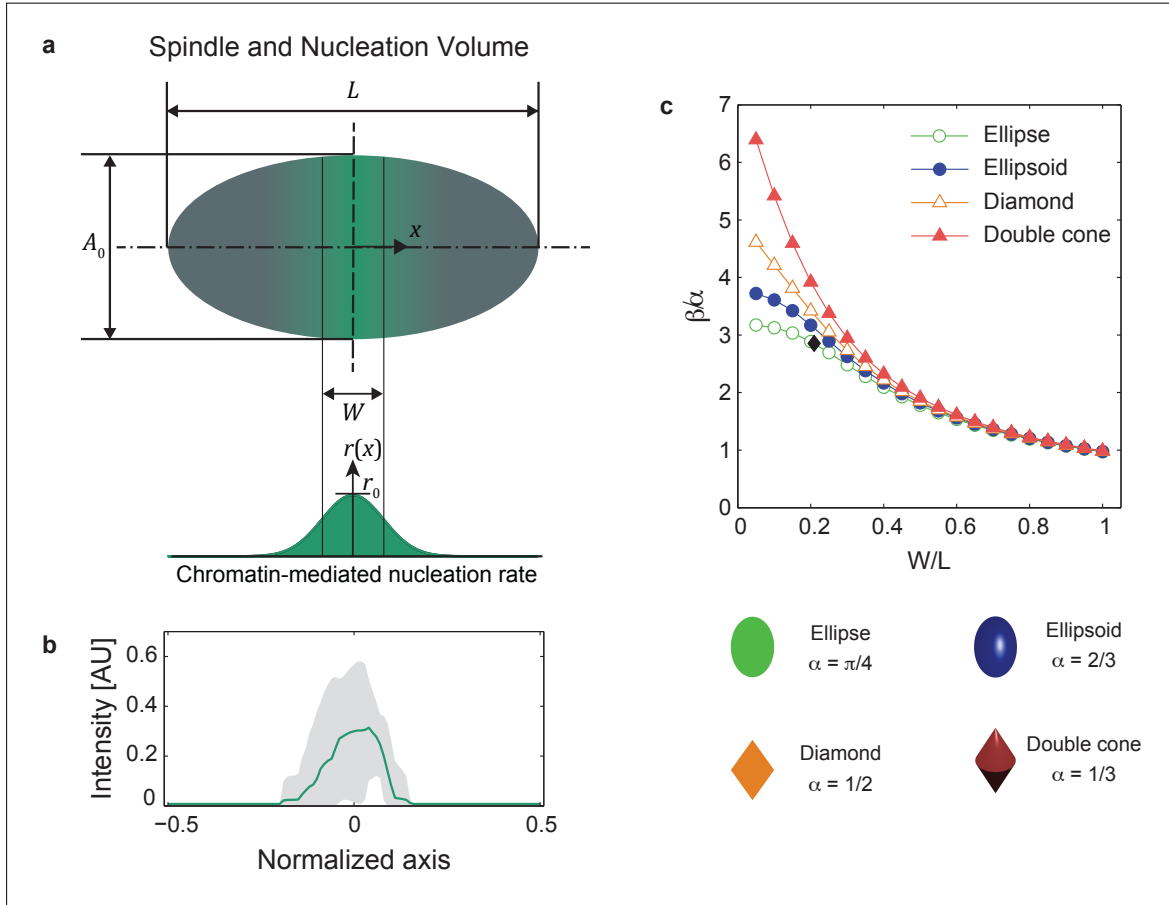 a
Spindle and Nucleation Volume
L
A₀
x
W
r(x)
r₀
Chromatin-mediated nucleation rate
b
Intensity [AU]
0.6
0.4
0.2
0
−0.5
0
0.5
Normalized axis
c
7
6
5
4
3
2
1
0
β/α
Ellipse
Ellipsoid
Diamond
Double cone
0
0.2
0.4
0.6
0.8
1
W/L
Ellipse
α = π/4
Ellipsoid
α = 2/3
Diamond
α = 1/2
Double cone
α = 1/3